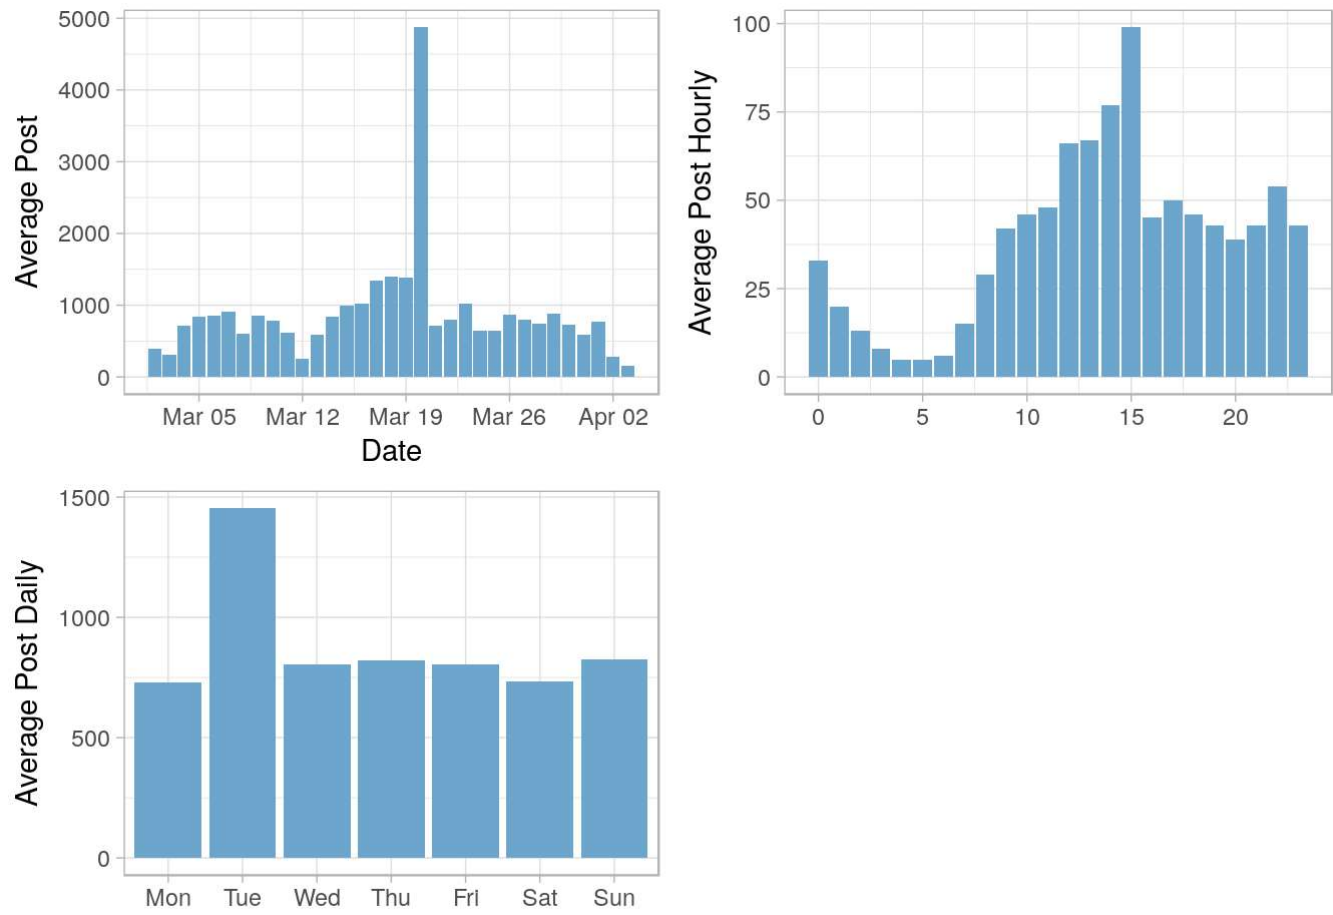 Average Post
5000
4000
3000
2000
1000
0
Mar 05 Mar 12 Mar 19 Mar 26 Apr 02
Date
Average Post Hourly
100
75
50
25
0
0 5 10 15 20
Average Post Daily
1500
1000
500
0
Mon Tue Wed Thu Fri Sat Sun